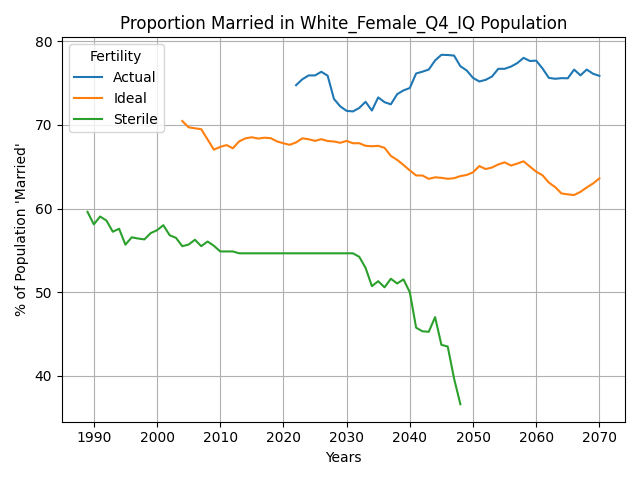 Proportion Married in White_Female_Q4_IQ Population
Fertility
Actual
Ideal
Sterile
% of Population 'Married'
80
70
60
50
40
1990 2000 2010 2020 2030 2040 2050 2060 2070
Years